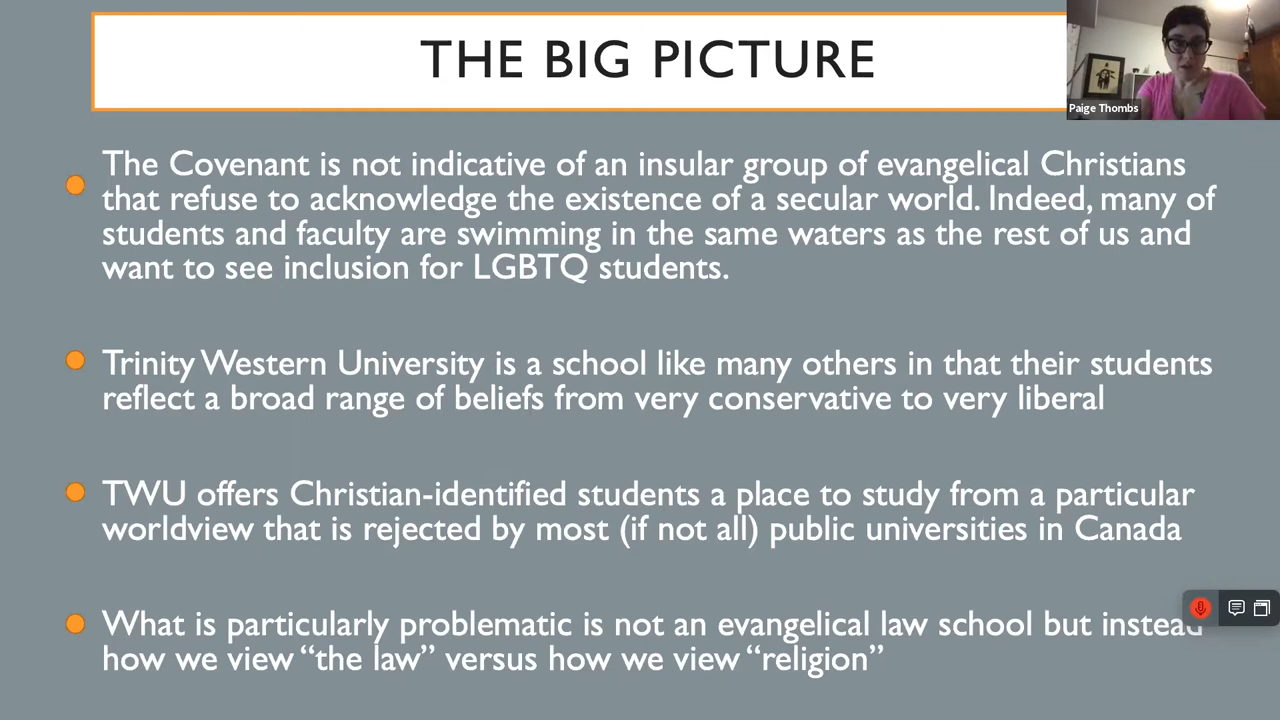 THE BIG PICTURE
Paige Thombs
The Covenant is not indicative of an insular group of evangelical Christians
that refuse to acknowledge the existence of a secular world. Indeed, many of
students and faculty are swimming in the same waters as the rest of us and
want to see inclusion for LGBTQ students.
Trinity Western University is a school like many others in that their students
reflect a broad range of beliefs from very conservative to very liberal
TWU offers Christian-identified students a place to study from a particular
worldview that is rejected by most (if not all) public universities in Canada
What is particularly problematic is not an evangelical law school but instead
how we view “the law” versus how we view “religion”